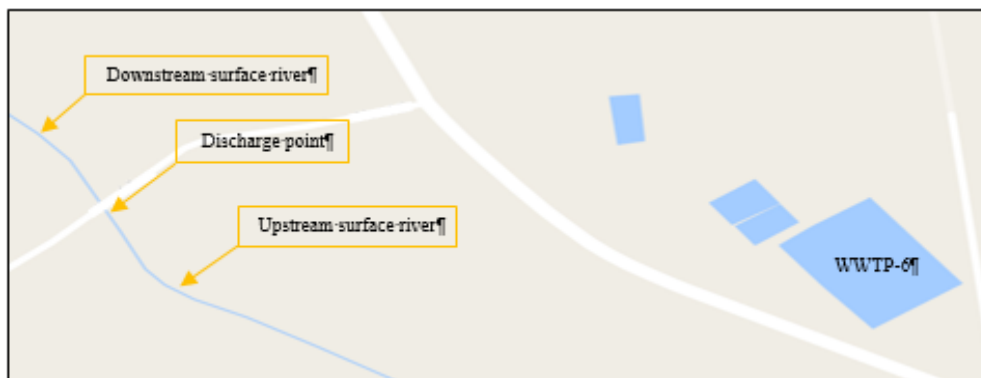 Downstream·surface·river¶
Discharge·point¶
Upstream·surface·river¶
WWTP-6¶